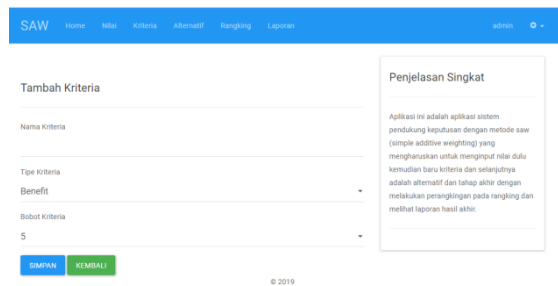 SAW Home Nilai Kriteria Alternatif Rangking Laporan admin
Tambah Kriteria
Nama Kriteria
Tipe Kriteria
Benefit
Bobot Kriteria
5
SIMPAN KEMBALI
Penjelasan Singkat
Aplikasi ini adalah aplikasi sistem
pendukung keputusan dengan metode saw
(simple additive weighting) yang
mengharuskan untuk menginput nilai dulu
kemudian baru kriteria dan selanjutnya
adalah alternatif dan tahap akhir dengan
melakukan perangkingan pada rangking dan
melihat laporan hasil akhir.
© 2019